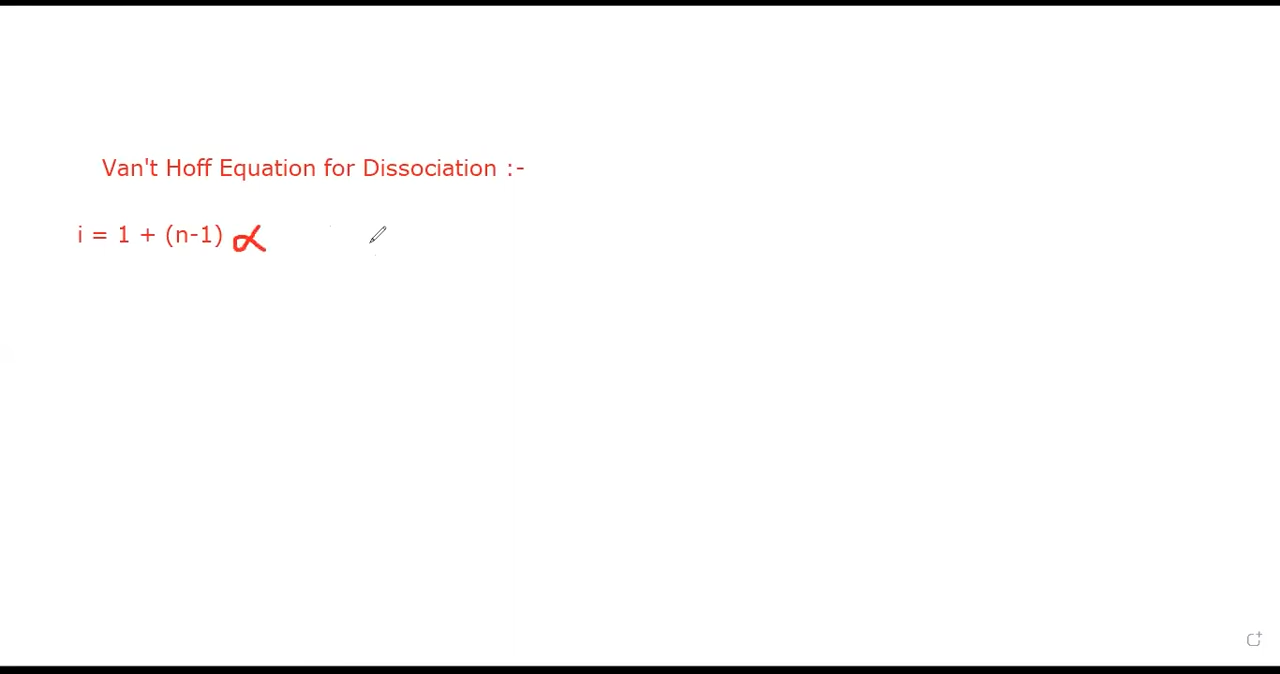 Van't Hoff Equation for Dissociation :-
i = 1 + (n-1) α